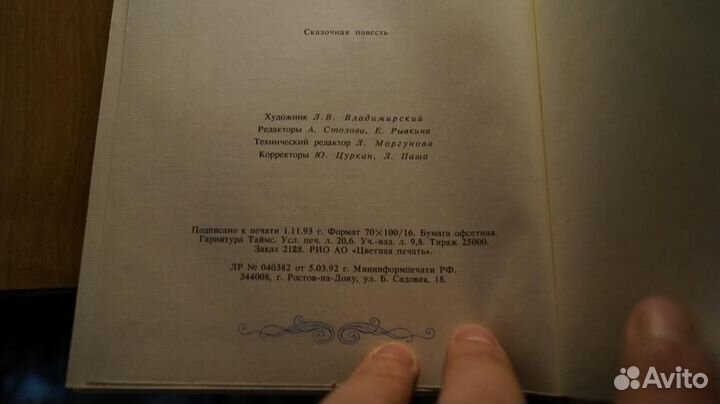 Сказочная повесть
Художник Л. В. Владимирский
Редакторы А. Столова, Е. Рывкина
Технический редактор Л. Моргунова
Корректоры Ю. Цуркан, Л. Паша
Подписано к печати 1.11.93 г. Формат 70×100/16. Бумага офсетная.
Гарнитура Таймс. Усл. печ. л. 20,6. Уч.-изд. л. 9,8. Тираж 25000.
Заказ 2128. РИО АО «Цветная печать».
ЛР № 040382 от 5.03.92 г. Мининформпечати РФ.
344008, г. Ростов-на-Дону, ул. Б. Садовая, 18.
Avito